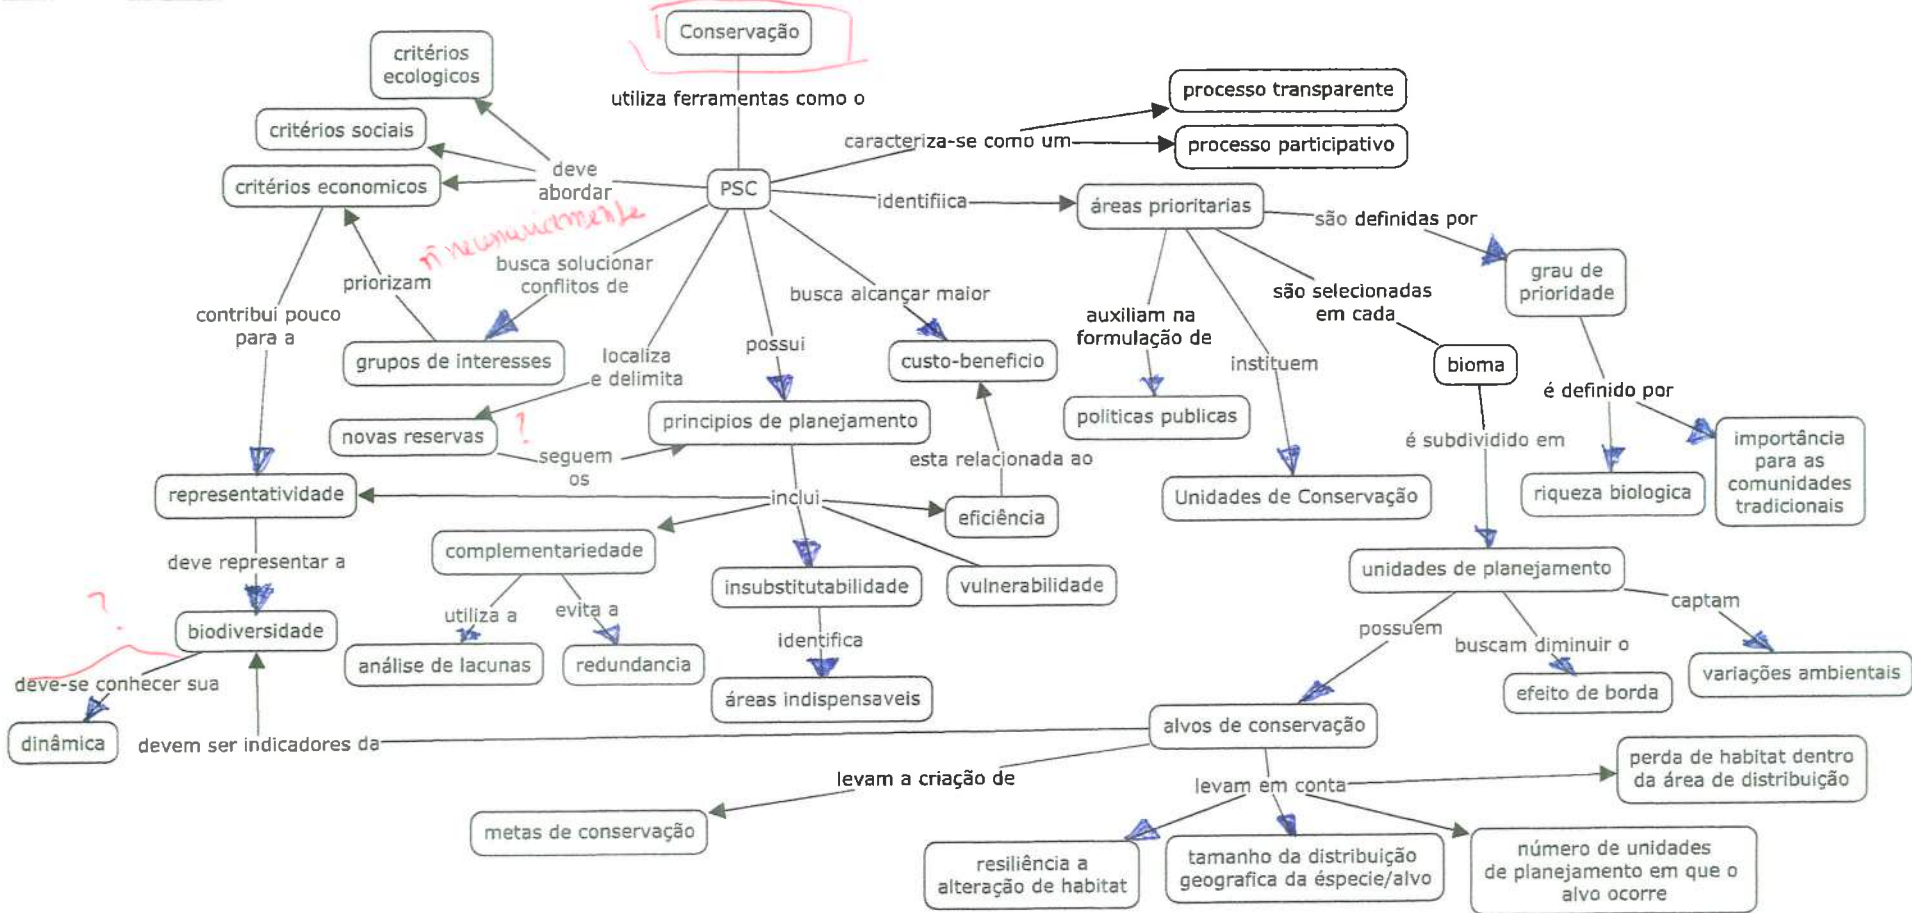 Conservação
utiliza ferramentas como o
PSC
critérios
ecologicos
critérios sociais
critérios economicos
deve
abordar
caracteriza-se como um
processo transparente
processo participativo
identifiica
áreas prioritarias
são definidas por
grau de
prioridade
ñ necessariamente
busca solucionar
conflitos de
priorizam
contribui pouco
para a
grupos de interesses
localiza
e delimita
possui
busca alcançar maior
custo-beneficio
auxiliam na
formulação de
instituem
são selecionadas
em cada
bioma
é definido por
novas reservas
?
seguem
os
principios de planejamento
politicas publicas
esta relacionada ao
é subdividido em
Unidades de Conservação
riqueza biologica
importância
para as
comunidades
tradicionais
representatividade
inclui
eficiência
deve representar a
complementariedade
insubstitutabilidade
vulnerabilidade
unidades de planejamento
utiliza a
evita a
identifica
possuem
buscam diminuir o
captam
?
biodiversidade
análise de lacunas
redundancia
áreas indispensaveis
efeito de borda
variações ambientais
deve-se conhecer sua
dinâmica
devem ser indicadores da
alvos de conservação
levam a criação de
levam em conta
perda de habitat dentro
da área de distribuição
metas de conservação
resiliência a
alteração de habitat
tamanho da distribuição
geografica da éspecie/alvo
número de unidades
de planejamento em que o
alvo ocorre